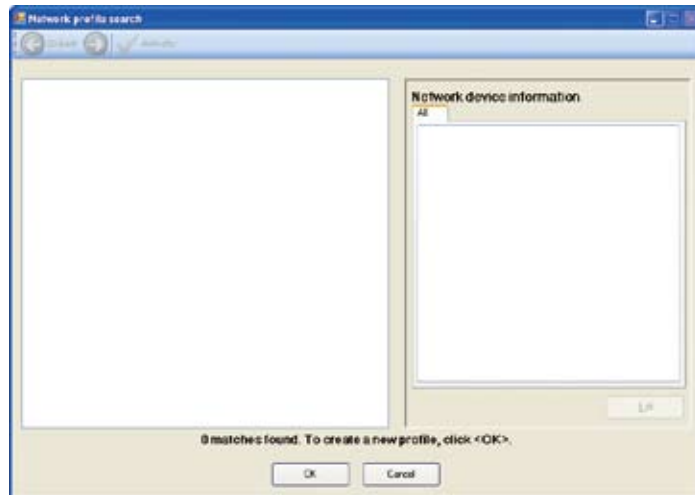 Network profile search
Network device information
All
0 matches found. To create a new profile, click <OK>.
OK
Cancel